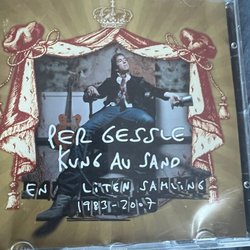 PER GESSLE
KUNG AV SAND
EN LITEN SAMLING
1983-2007